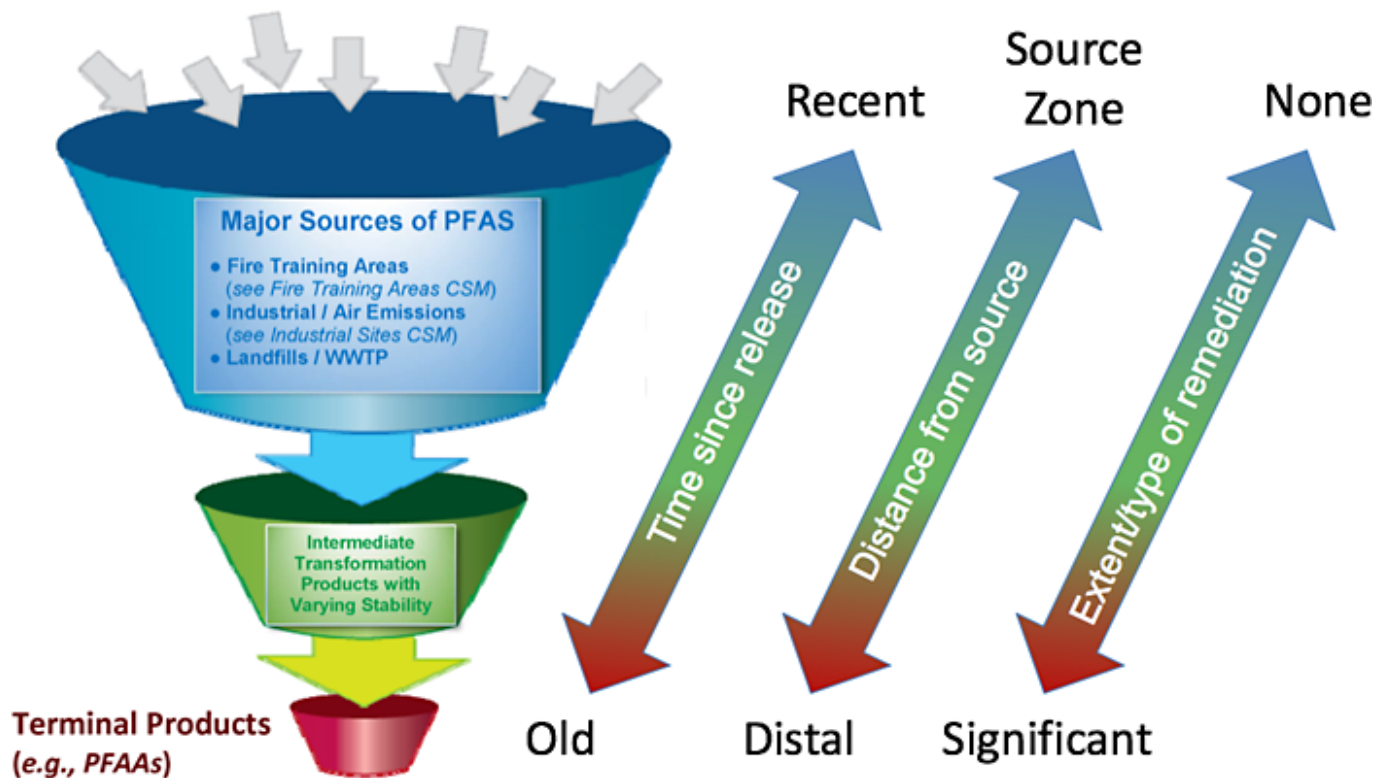 Major Sources of PFAS
● Fire Training Areas
(see Fire Training Areas CSM)
● Industrial / Air Emissions
(see Industrial Sites CSM)
● Landfills / WWTP
Intermediate
Transformation
Products with
Varying Stability
Terminal Products
(e.g., PFAAs)
Recent
Time since release
Old
Source
Zone
Distance from source
Distal
None
Extent/type of remediation
Significant